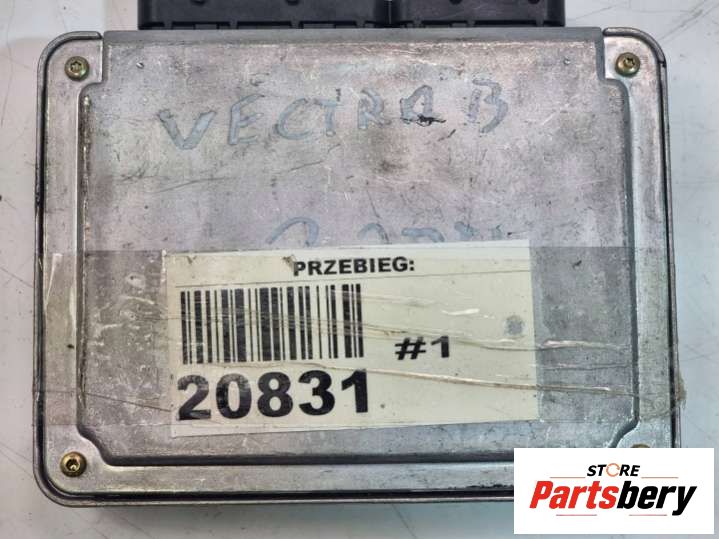 VECTRA B
PRZEBIEG:
#1
20831
STORE
Partsbery